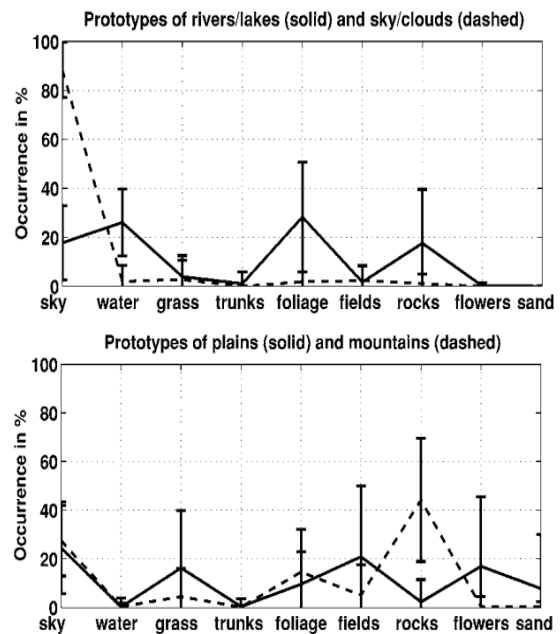 Prototypes of rivers/lakes (solid) and sky/clouds (dashed)
Occurrence in %
100
80
60
40
20
0
sky water grass trunks foliage fields rocks flowers sand
Prototypes of plains (solid) and mountains (dashed)
Occurrence in %
100
80
60
40
20
0
sky water grass trunks foliage fields rocks flowers sand